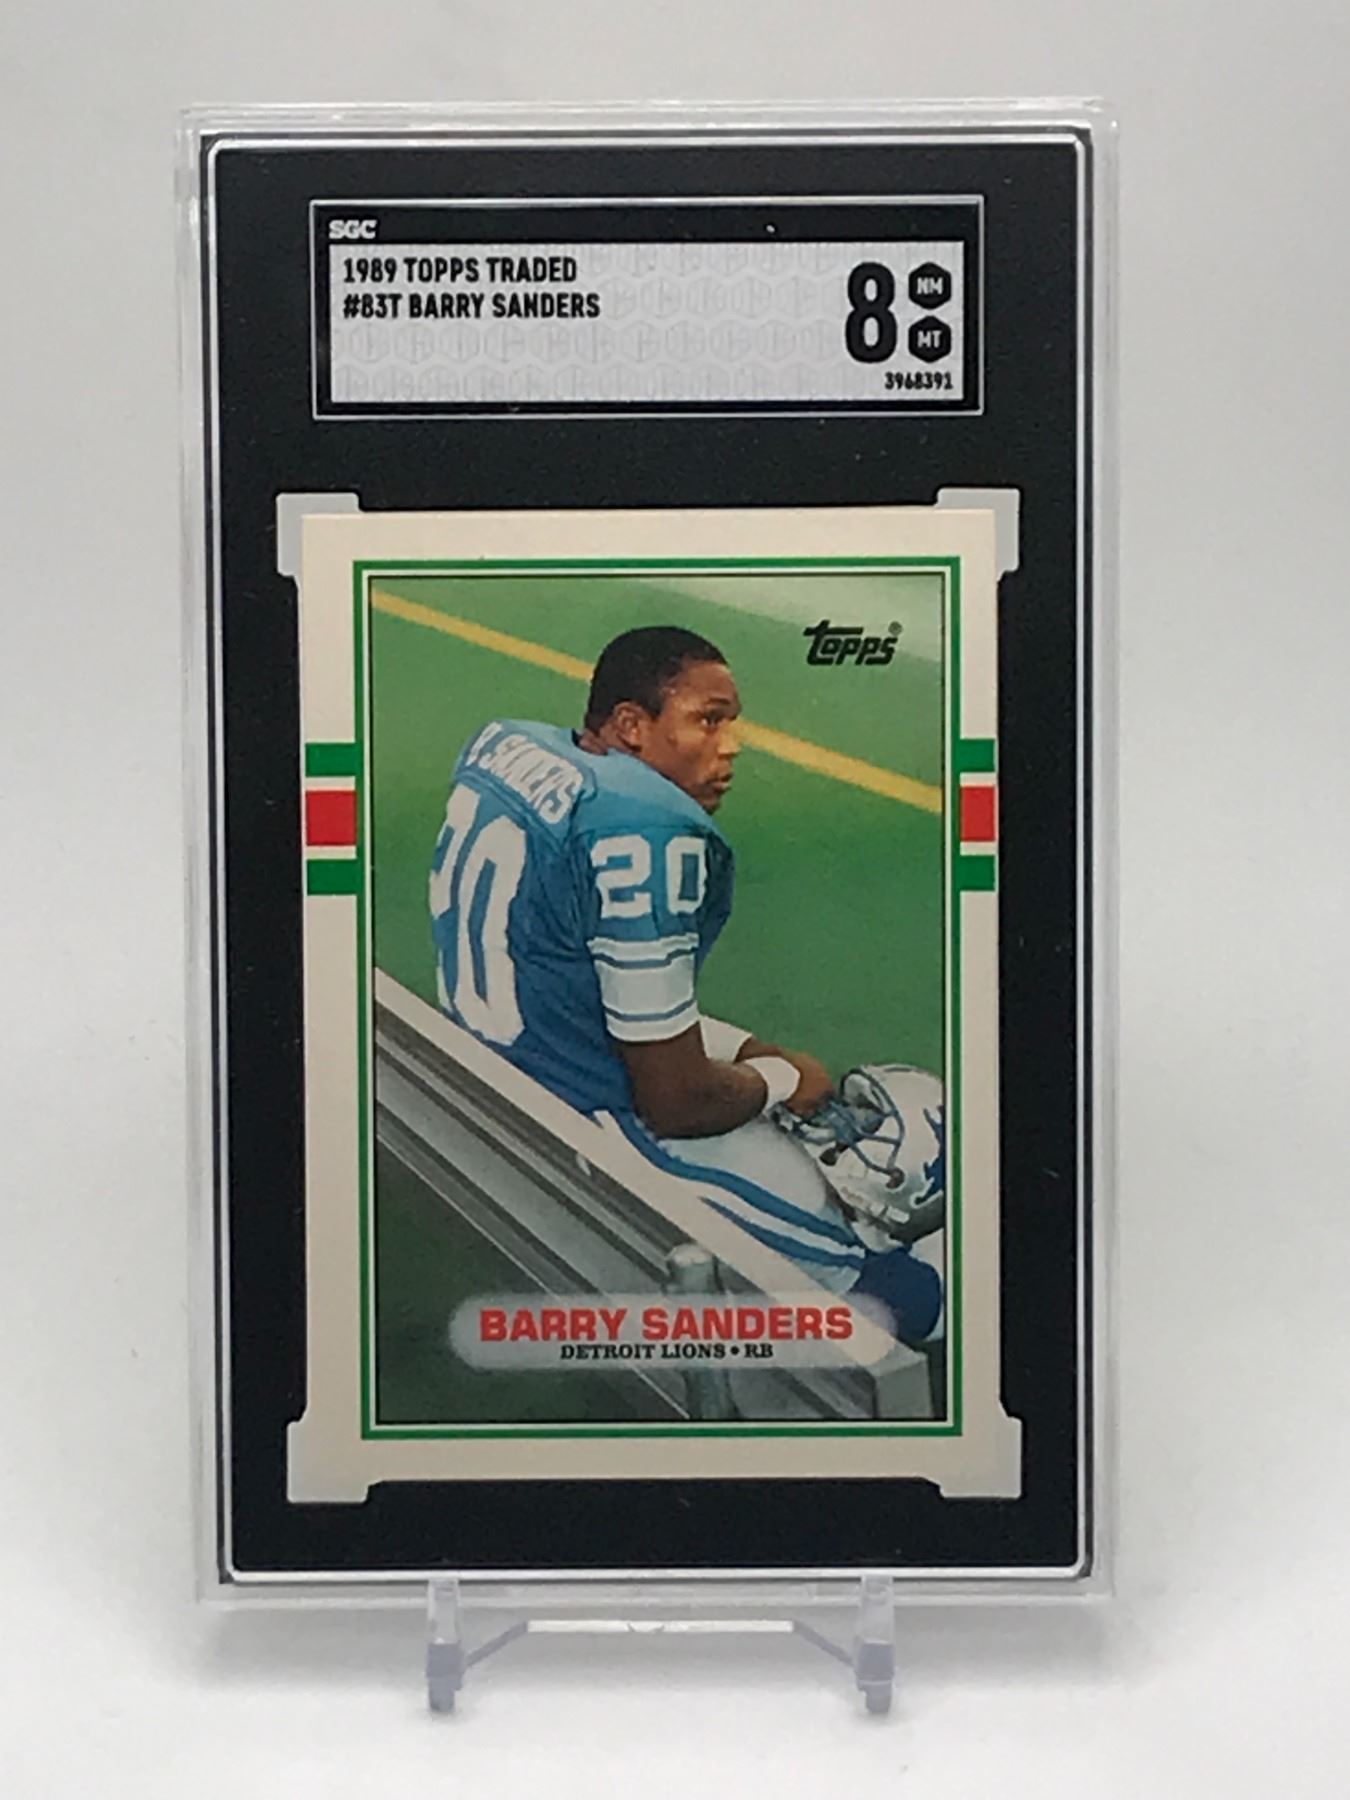 SGC
1989 TOPPS TRADED
#83T BARRY SANDERS
8
NM
MT
3968391
topps®
B. SANDERS
20
20
BARRY SANDERS
DETROIT LIONS • RB